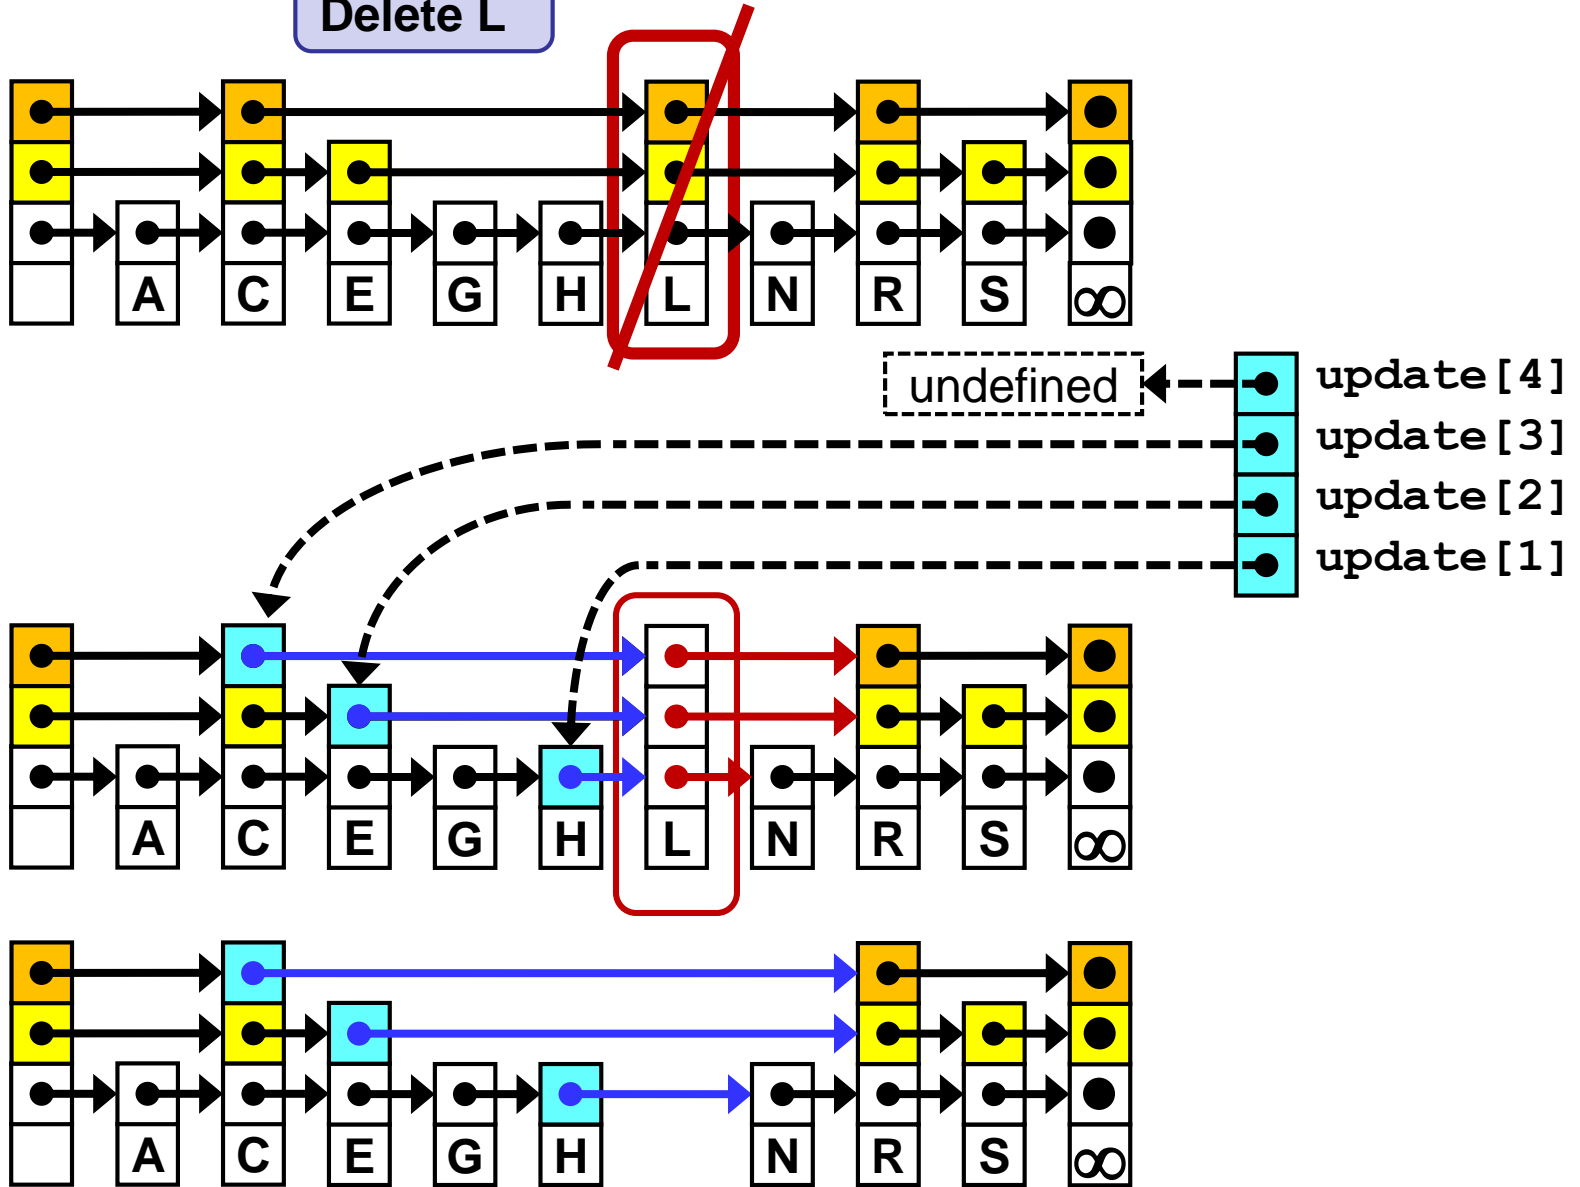 Delete L
A C E G H L N R S ∞
undefined
update[4]
update[3]
update[2]
update[1]
A C E G H L N R S ∞
A C E G H N R S ∞